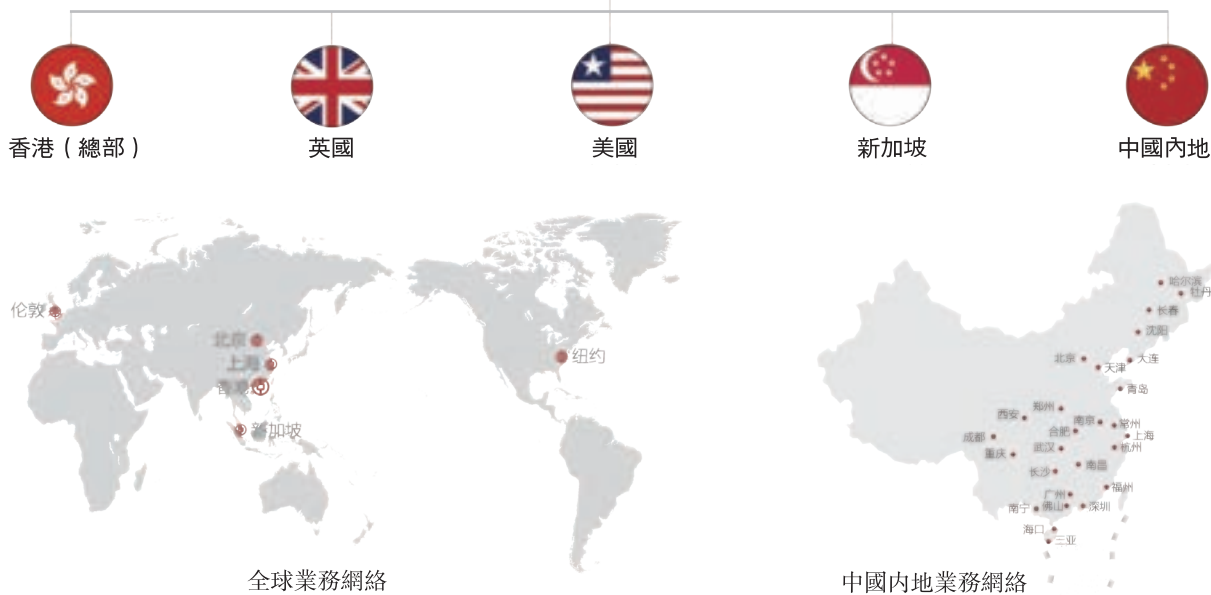 香港（總部）
英國
美國
新加坡
中國內地
伦敦
北京
上海
香港
新加坡
纽约
哈尔滨
牡丹
长春
沈阳
北京
大连
天津
青岛
郑州
西安
南京
常州
合肥
上海
成都
杭州
武汉
重庆
南昌
长沙
福州
广州
南宁
佛山
深圳
海口
三亚
全球業務網絡
中國内地業務網絡